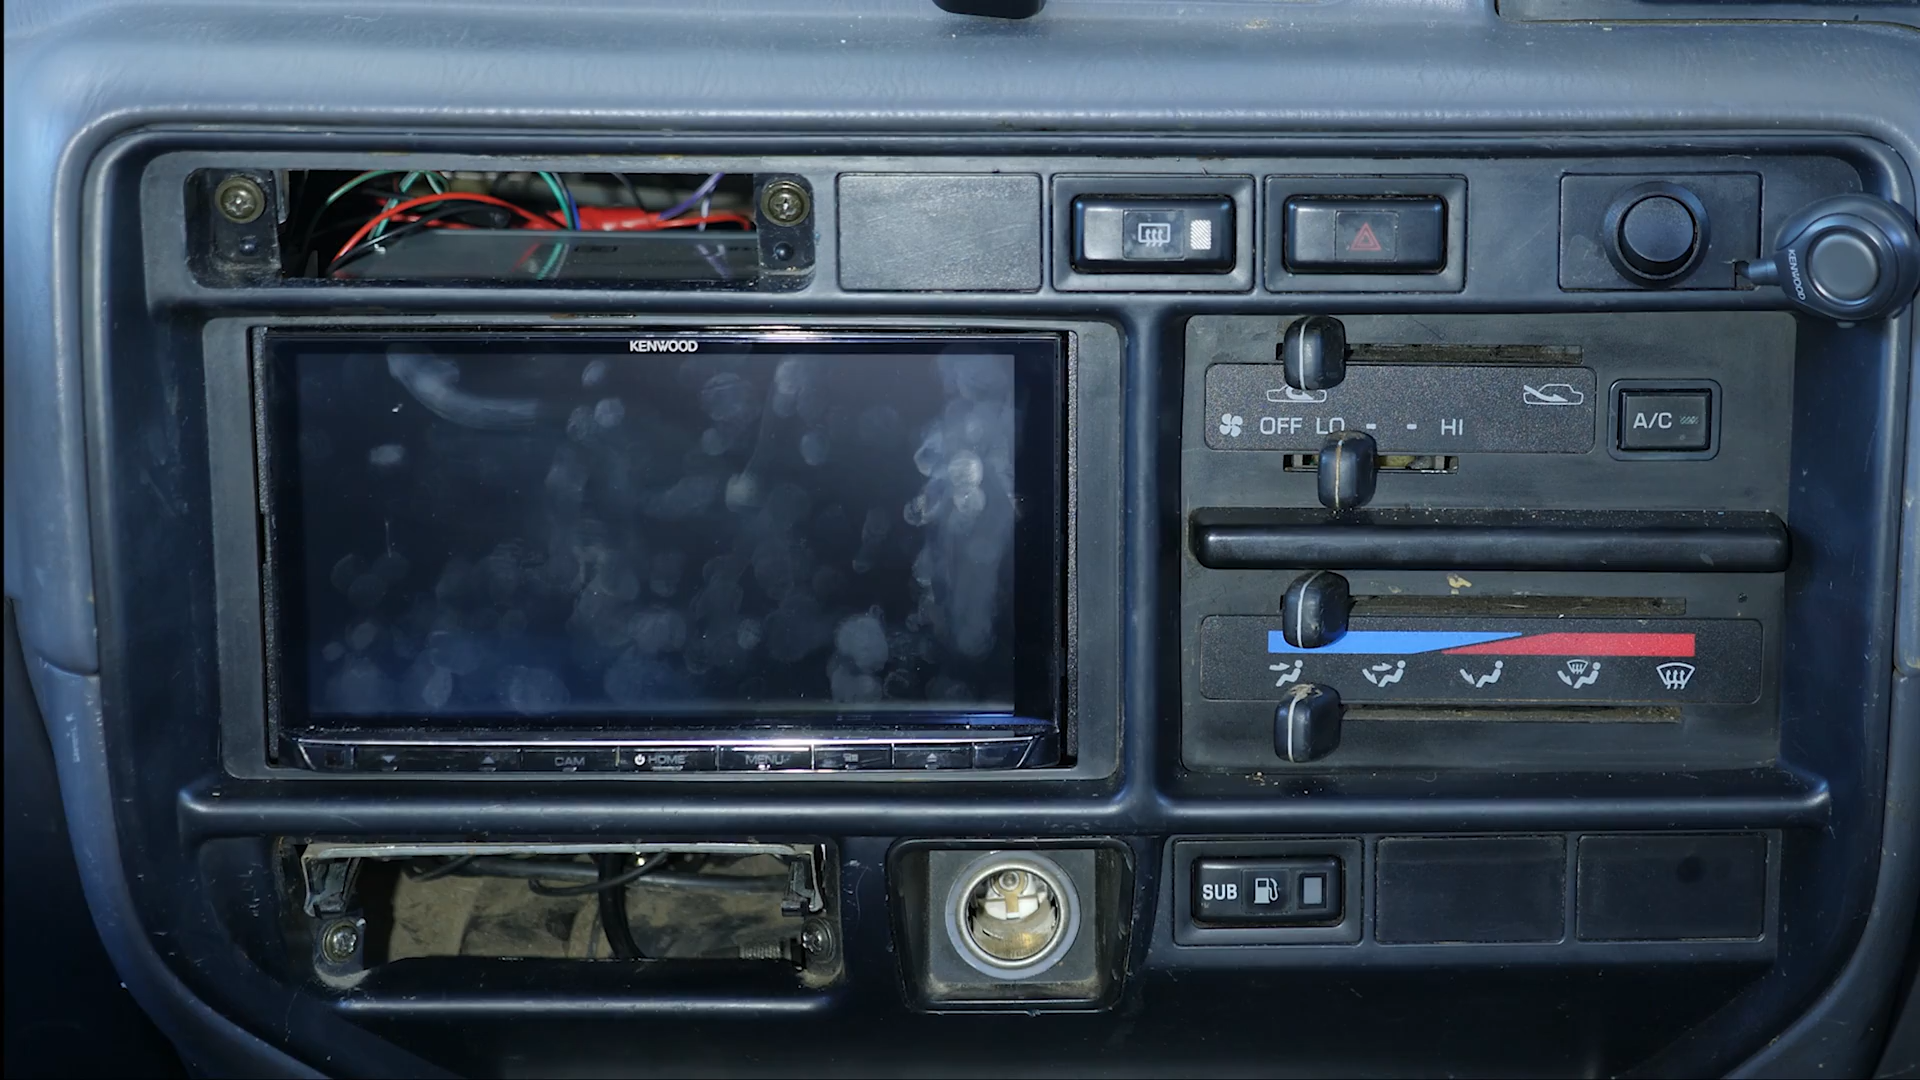 KENWOOD
KENWOOD
OFF LO - - HI
A/C
CAM
HOME
MENU
SUB